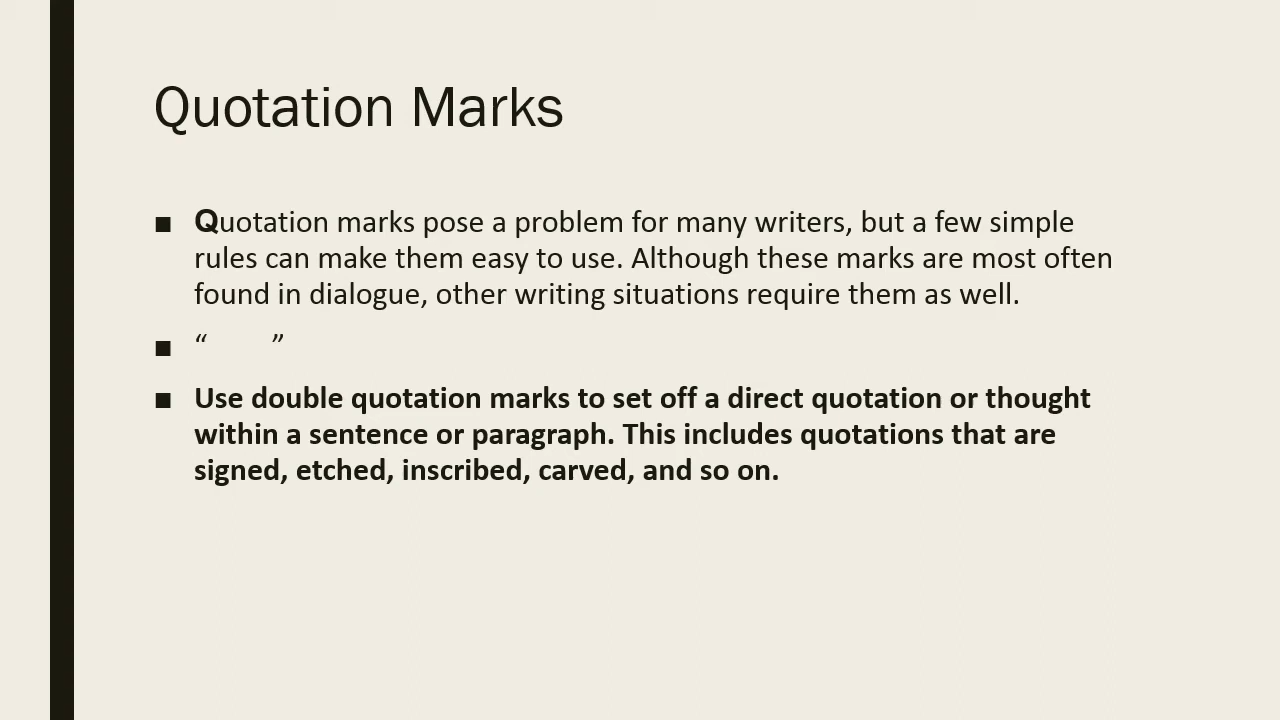 Quotation Marks
■ Quotation marks pose a problem for many writers, but a few simple
rules can make them easy to use. Although these marks are most often
found in dialogue, other writing situations require them as well.
■ “ ”
■ Use double quotation marks to set off a direct quotation or thought
within a sentence or paragraph. This includes quotations that are
signed, etched, inscribed, carved, and so on.